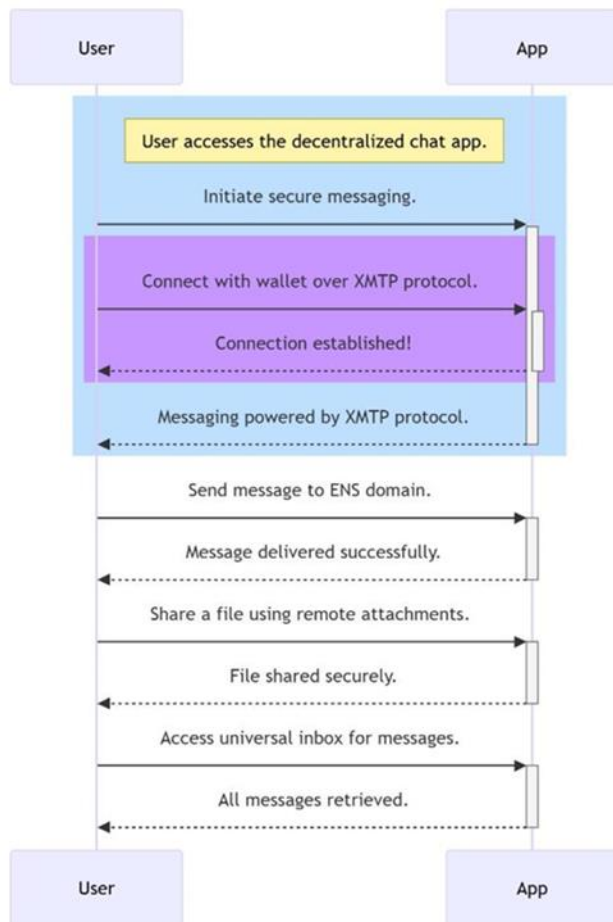 User
App
User accesses the decentralized chat app.
Initiate secure messaging.
Connect with wallet over XMTP protocol.
Connection established!
Messaging powered by XMTP protocol.
Send message to ENS domain.
Message delivered successfully.
Share a file using remote attachments.
File shared securely.
Access universal inbox for messages.
All messages retrieved.
User
App